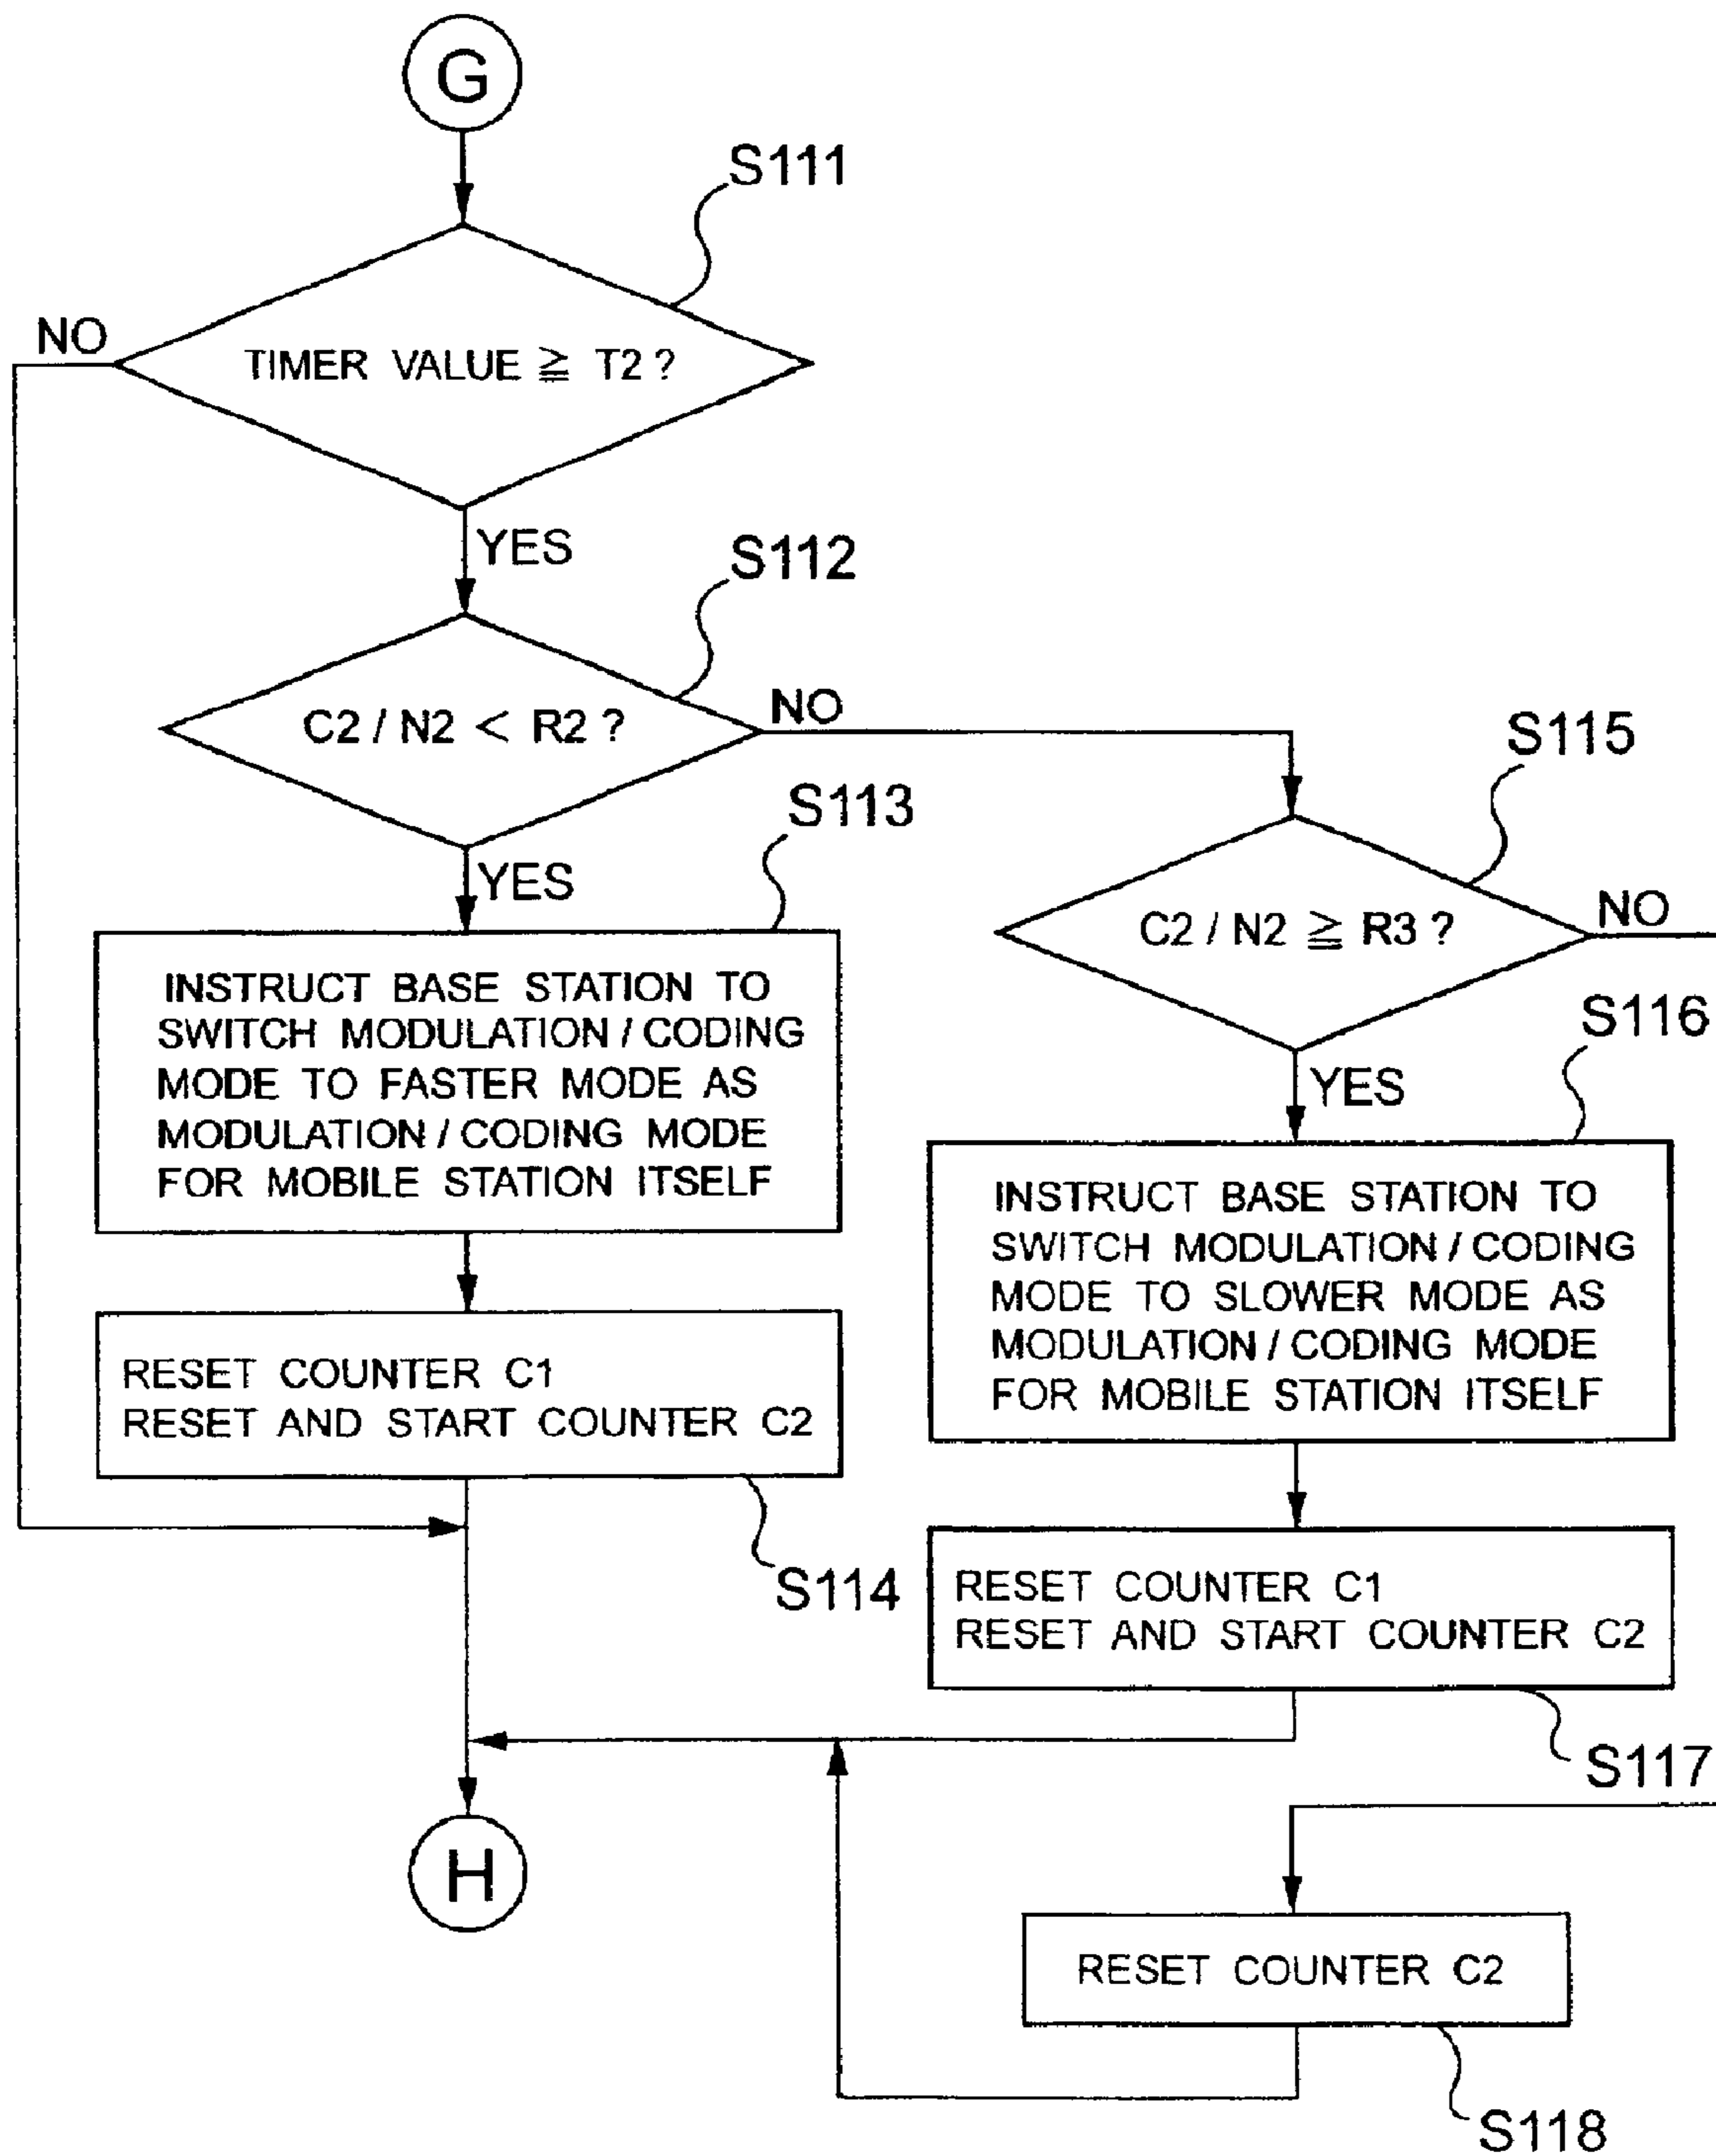 G
S111
NO
TIMER VALUE ≧ T2 ?
YES
S112
C2 / N2 < R2 ?
NO
S115
S113
YES
C2 / N2 ≧ R3 ?
NO
INSTRUCT BASE STATION TO
SWITCH MODULATION / CODING
MODE TO FASTER MODE AS
MODULATION / CODING MODE
FOR MOBILE STATION ITSELF
S116
YES
INSTRUCT BASE STATION TO
SWITCH MODULATION / CODING
MODE TO SLOWER MODE AS
MODULATION / CODING MODE
FOR MOBILE STATION ITSELF
RESET COUNTER C1
RESET AND START COUNTER C2
S114
RESET COUNTER C1
RESET AND START COUNTER C2
S117
H
RESET COUNTER C2
S118